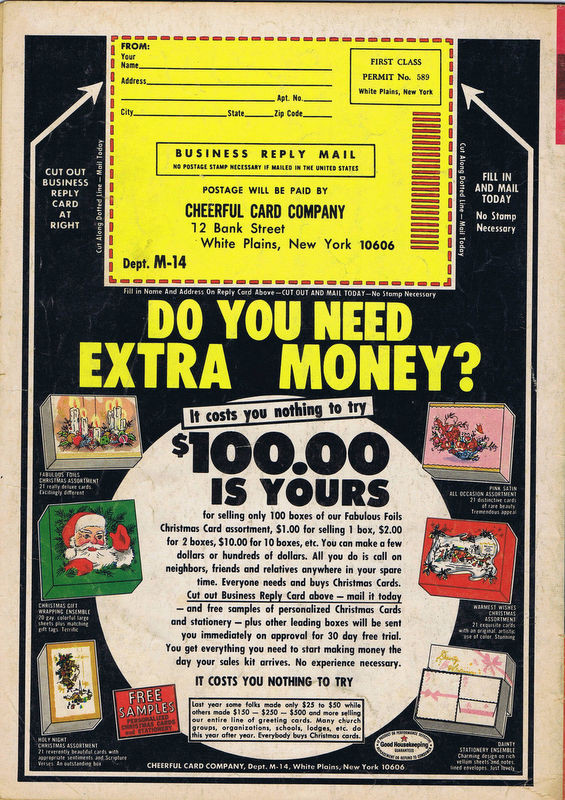 FROM:
Your
Name
Address
Apt. No.
City State Zip Code
FIRST CLASS
PERMIT No. 589
White Plains, New York
BUSINESS REPLY MAIL
NO POSTAGE STAMP NECESSARY IF MAILED IN THE UNITED STATES
POSTAGE WILL BE PAID BY
CHEERFUL CARD COMPANY
12 Bank Street
White Plains, New York 10606
Dept. M-14
Cut Along Dotted Line — Mail Today
Cut Along Dotted Line — Mail Today
CUT OUT
BUSINESS
REPLY
CARD
AT
RIGHT
FILL IN
AND MAIL
TODAY
No Stamp
Necessary
Fill in Name And Address On Reply Card Above—CUT OUT AND MAIL TODAY—No Stamp Necessary
DO YOU NEED
EXTRA MONEY?
It costs you nothing to try
$100.00
IS YOURS
for selling only 100 boxes of our Fabulous Foils
Christmas Card assortment, $1.00 for selling 1 box, $2.00
for 2 boxes, $10.00 for 10 boxes, etc. You can make a few
dollars or hundreds of dollars. All you do is call on
neighbors, friends and relatives anywhere in your spare
time. Everyone needs and buys Christmas Cards.
Cut out Business Reply Card above — mail it today
—and free samples of personalized Christmas Cards
and stationery — plus other leading boxes will be sent
you immediately on approval for 30 day free trial.
You get everything you need to start making money the
day your sales kit arrives. No experience necessary.
IT COSTS YOU NOTHING TO TRY
FABULOUS FOILS
CHRISTMAS ASSORTMENT
21 really deluxe cards.
Excitingly different
CHRISTMAS GIFT
WRAPPING ENSEMBLE
20 gay, colorful large
sheets plus matching
gift tags. Terrific
HOLY NIGHT
CHRISTMAS ASSORTMENT
21 reverently beautiful cards with
appropriate sentiments and Scripture
Verses. An outstanding box
PINK SATIN
ALL OCCASION ASSORTMENT
21 distinctive cards
of rare beauty.
Tremendous appeal
WARMEST WISHES
CHRISTMAS
ASSORTMENT
21 exquisite cards
with an original artistic
use of color. Stunning
DAINTY
STATIONERY ENSEMBLE
Charming design on rich
vellum sheets and notes;
lined envelopes. Just lovely
FREE
SAMPLES
PERSONALIZED
CHRISTMAS CARDS
and STATIONERY
Last year some folks made only $25 to $50 while
others made $150 — $250 — $500 and more selling
our entire line of greeting cards. Many church
groups, organizations, schools, lodges, etc. do
this year after year. Everybody buys Christmas cards.
Good Housekeeping
GUARANTEES
CHEERFUL CARD COMPANY, Dept. M-14, White Plains, New York 10606